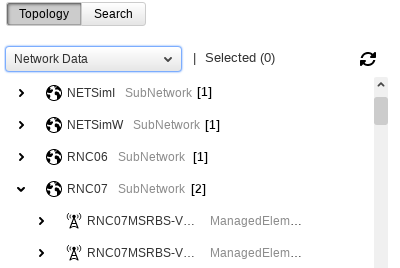 Topology Search
Network Data | Selected (0)
NETSimI SubNetwork [1]
NETSimW SubNetwork [1]
RNC06 SubNetwork [1]
RNC07 SubNetwork [2]
RNC07MSRBS-V... ManagedElem...
RNC07MSRBS-V... ManagedElem...